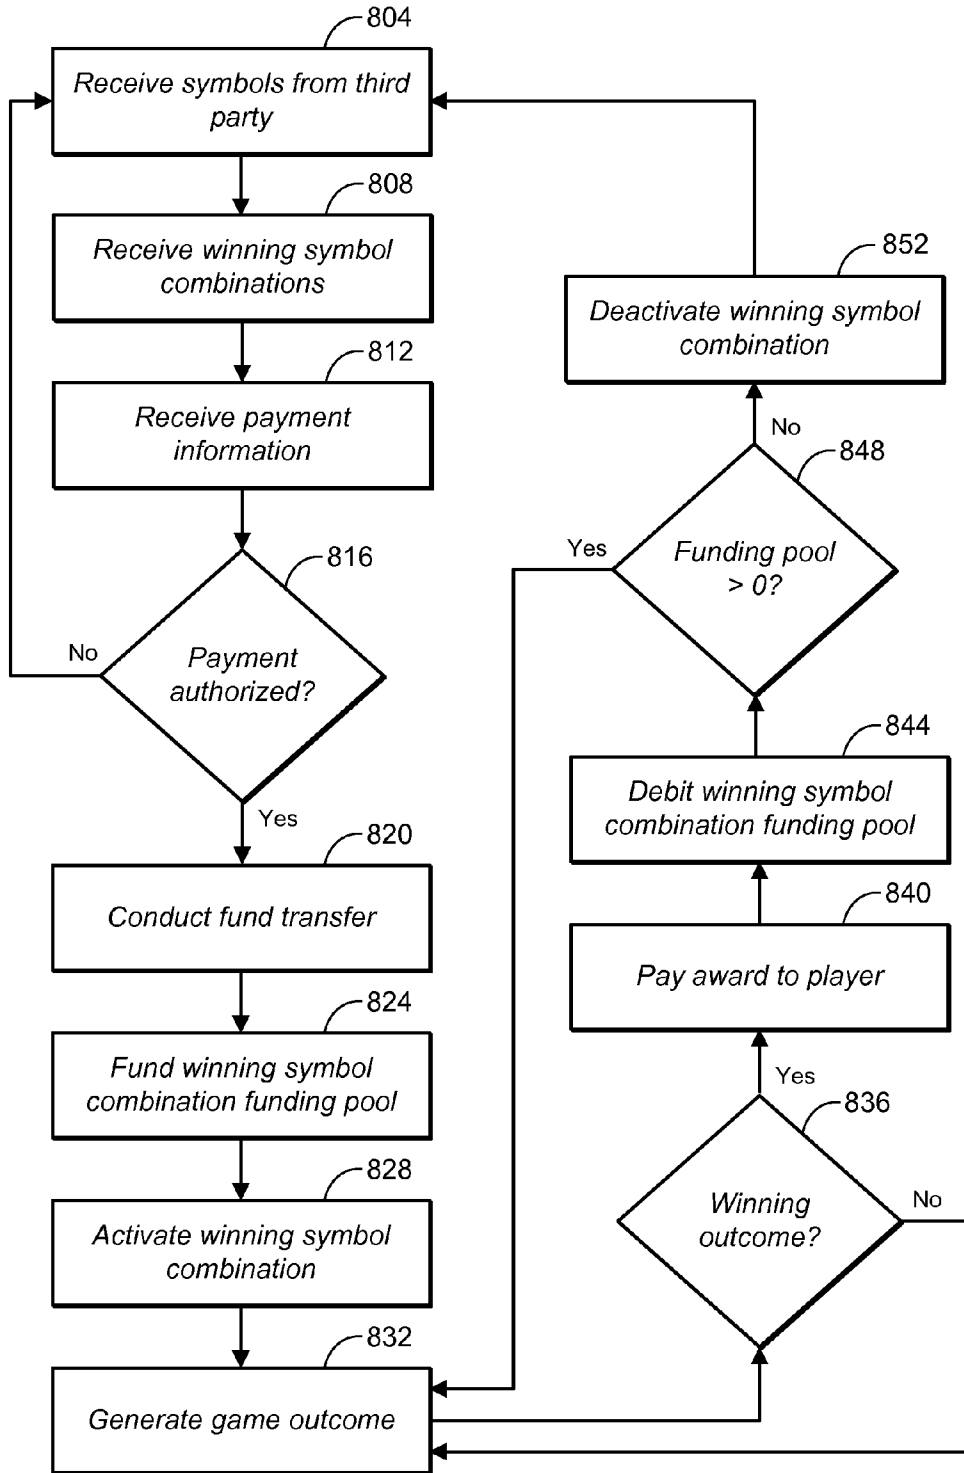 804
Receive symbols from third
party
808
Receive winning symbol
combinations
812
Receive payment
information
816
Payment
authorized?
No
Yes
820
Conduct fund transfer
824
Fund winning symbol
combination funding pool
828
Activate winning symbol
combination
832
Generate game outcome
836
Winning
outcome?
No
Yes
840
Pay award to player
844
Debit winning symbol
combination funding pool
848
Funding pool
> 0?
Yes
No
852
Deactivate winning symbol
combination